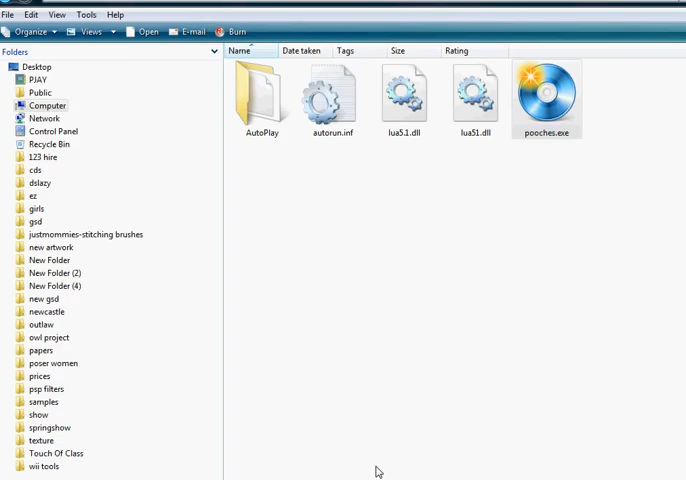 File Edit View Tools Help
Organize Views Open E-mail Burn
Folders
Name Date taken Tags Size Rating
Desktop
PJAY
Public
Computer
Network
Control Panel
Recycle Bin
123 hire
cds
dslazy
ez
girls
gsd
justmommies-stitching brushes
new artwork
New Folder
New Folder (2)
New Folder (4)
new gsd
newcastle
outlaw
owl project
papers
poser women
prices
psp filters
samples
show
springshow
texture
Touch Of Class
wii tools
AutoPlay
autorun.inf
lua5.1.dll
lua51.dll
pooches.exe